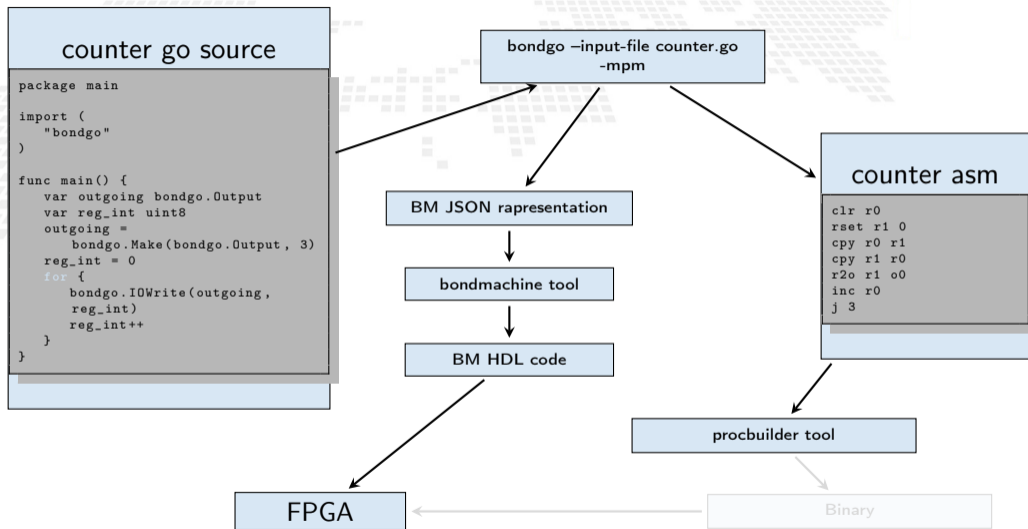 counter go source
package main
import (
"bondgo"
)
func main() {
var outgoing bondgo.Output
var reg_int uint8
outgoing =
bondgo.Make(bondgo.Output, 3)
reg_int = 0
for {
bondgo.IOWrite(outgoing,
reg_int)
reg_int++
}
}
bondgo –input-file counter.go
-mpm
BM JSON rapresentation
bondmachine tool
BM HDL code
FPGA
counter asm
clr r0
rset r1 0
cpy r0 r1
cpy r1 r0
r2o r1 o0
inc r0
j 3
procbuilder tool
Binary